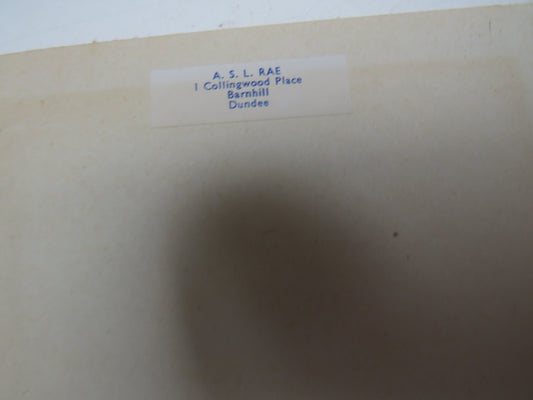 A. S. L. RAE
1 Collingwood Place
Barnhill
Dundee